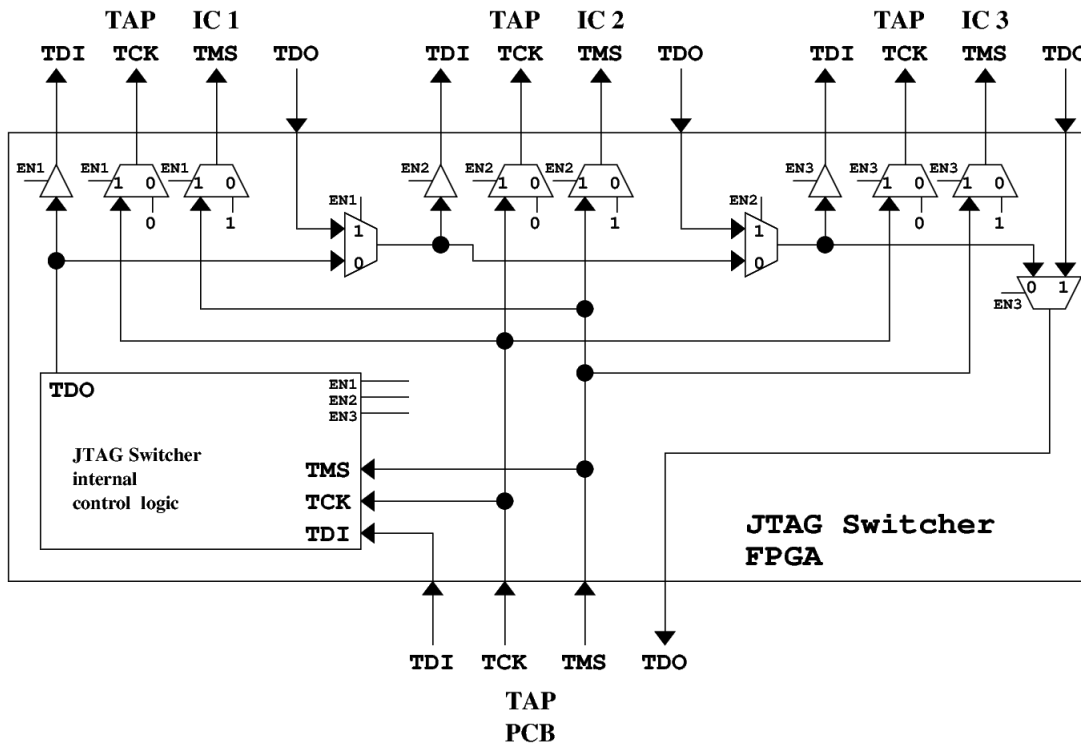 TAP IC 1 TAP IC 2 TAP IC 3
TDI TCK TMS TDO TDI TCK TMS TDO TDI TCK TMS TDO
EN1 EN1 EN1 EN2 EN2 EN2 EN3 EN3 EN3
1 0 1 0 1 0 1 0 1 0 1 0
EN1 EN2
0 1 0 1 0 1
1 1
0 0
0 1
EN3
TDO
EN1
EN2
EN3
JTAG Switcher
internal
control logic
TMS
TCK
TDI
JTAG Switcher
FPGA
TDI TCK TMS TDO
TAP
PCB